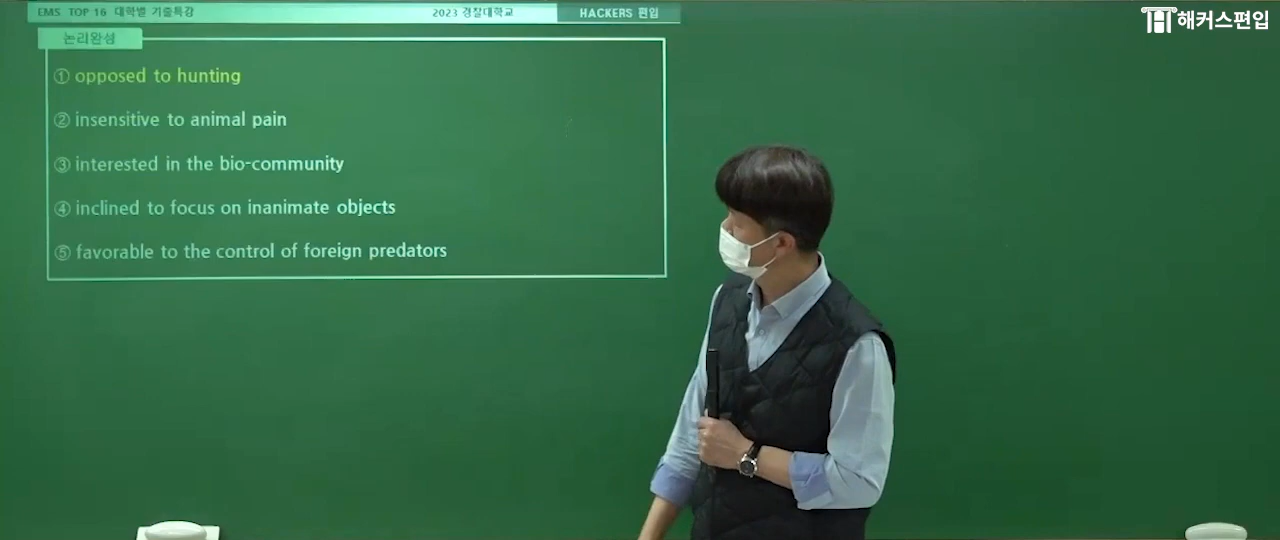 EMS TOP 16 대학별 기출특강
2023 경찰대학교
HACKERS 편입
해커스편입
논리완성
① opposed to hunting
② insensitive to animal pain
③ interested in the bio-community
④ inclined to focus on inanimate objects
⑤ favorable to the control of foreign predators